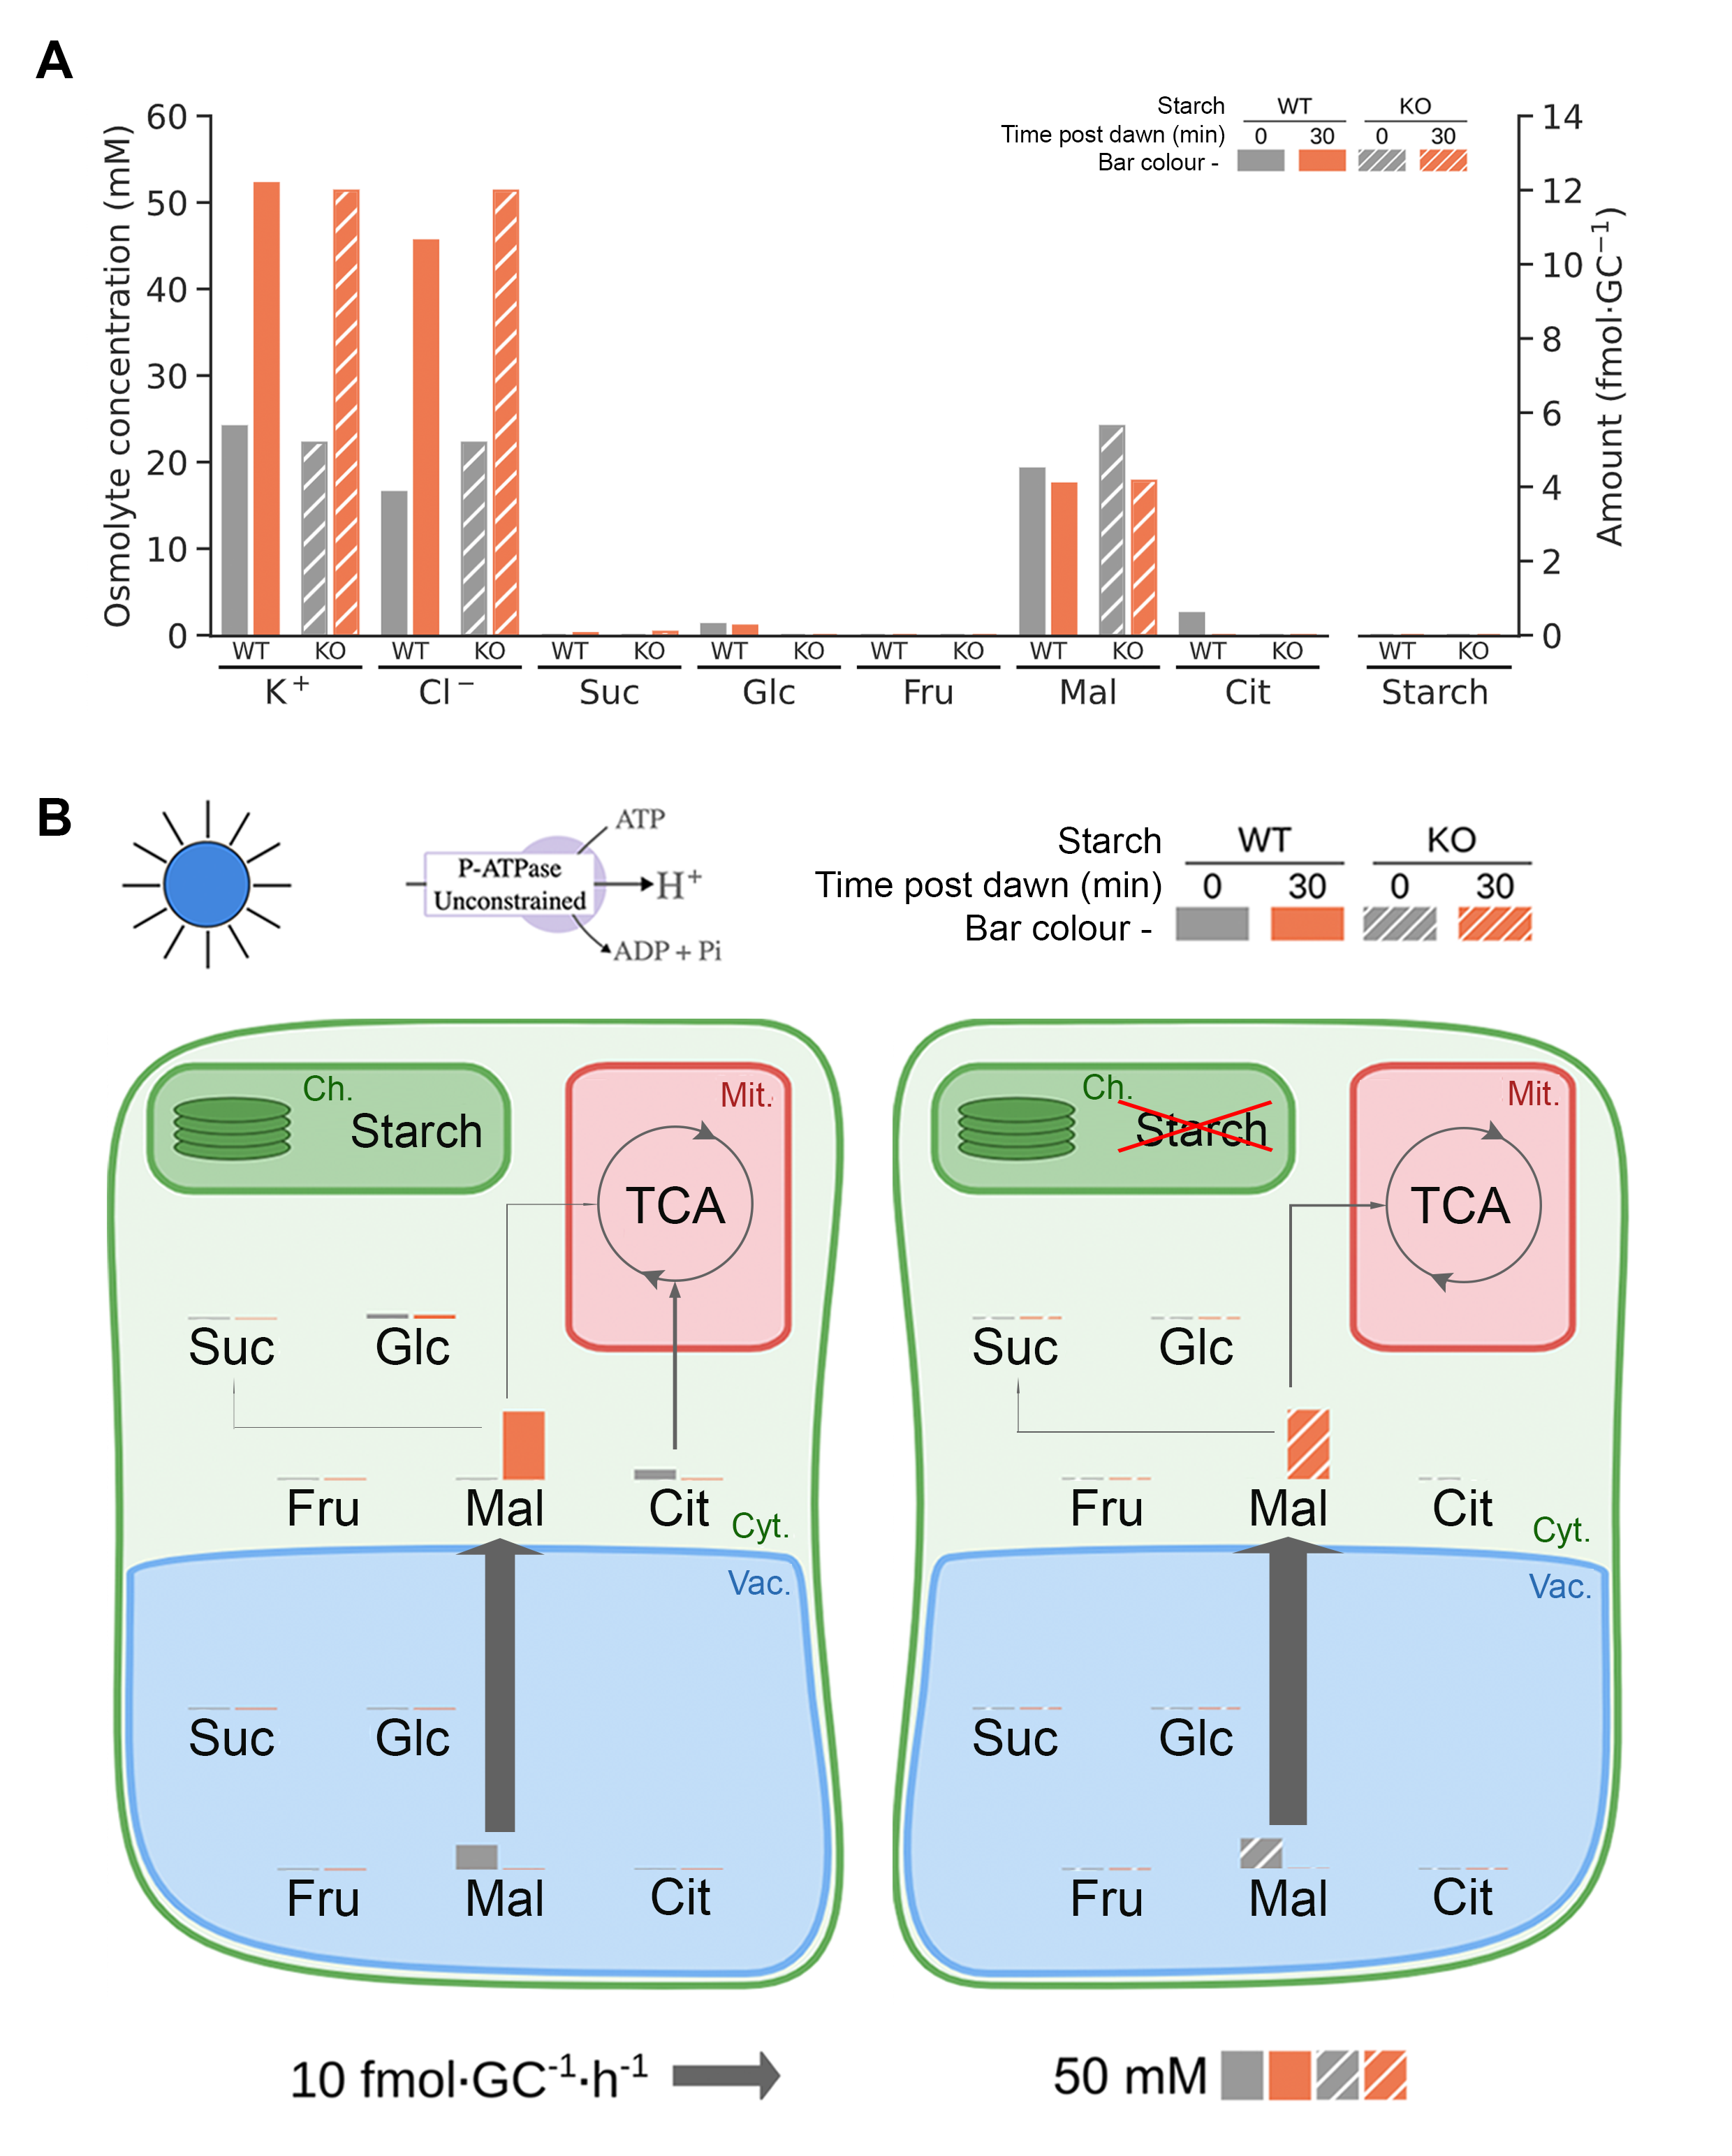 A
Osmolyte concentration (mM)
60
50
40
30
20
10
0
Starch WT KO
Time post dawn (min) 0 30 0 30
Bar colour -
14
12
10
8
6
4
2
0
Amount (fmol·GC⁻¹)
WT KO WT KO WT KO WT KO WT KO WT KO WT KO WT KO
K⁺ Cl⁻ Suc Glc Fru Mal Cit Starch
B
P-ATPase
Unconstrained
ATP
H⁺
ADP + Pi
Starch WT KO
Time post dawn (min) 0 30 0 30
Bar colour -
Ch.
Starch
Mit.
TCA
Suc Glc
Fru Mal Cit
Cyt.
Vac.
Suc Glc
Fru Mal Cit
Ch.
Starch
Mit.
TCA
Suc Glc
Fru Mal Cit
Cyt.
Vac.
Suc Glc
Fru Mal Cit
10 fmol·GC⁻¹·h⁻¹
50 mM